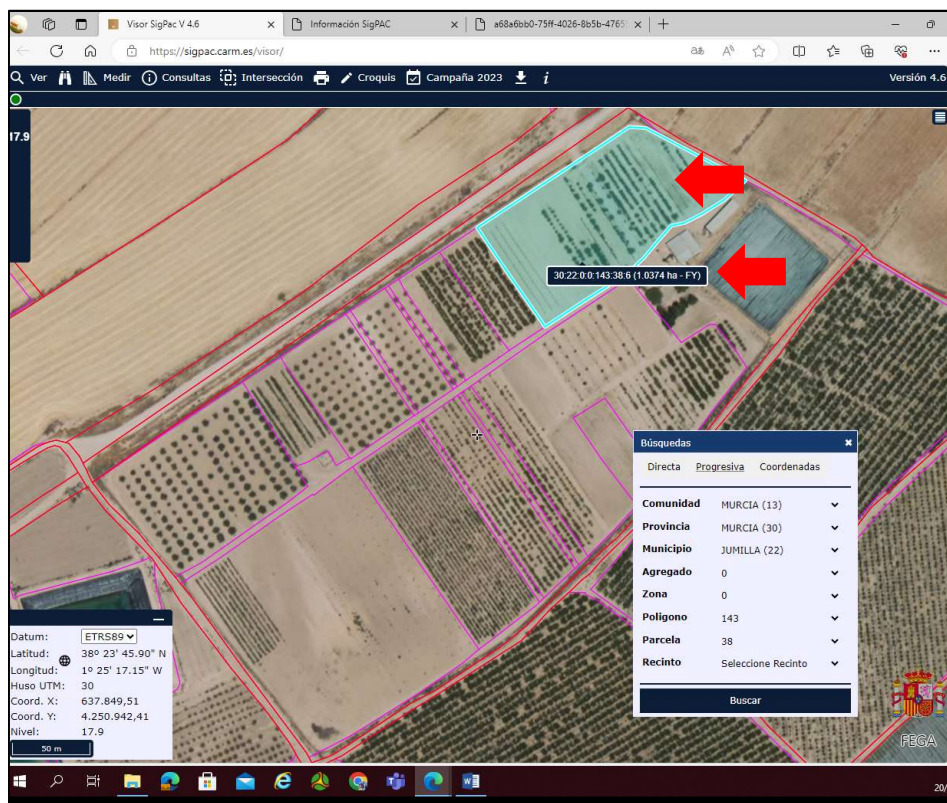 Visor SigPac V 4.6
Información SigPAC
a68a6bb0-75ff-4026-8b5b-4765
https://sigpac.carm.es/visor/
Ver Medir Consultas Intersección Croquis Campaña 2023 i Versión 4.6
17.9
30:22:0:0:143:38:6 (1.0374 ha - FY)
Búsquedas
Directa Progresiva Coordenadas
Comunidad MURCIA (13)
Provincia MURCIA (30)
Municipio JUMILLA (22)
Agregado 0
Zona 0
Poligono 143
Parcela 38
Recinto Seleccione Recinto
Buscar
Datum: ETRS89
Latitud: 38º 23' 45.90" N
Longitud: 1º 25' 17.15" W
Huso UTM: 30
Coord. X: 637.849,51
Coord. Y: 4.250.942,41
Nivel: 17.9
50 m
FEGA
20/